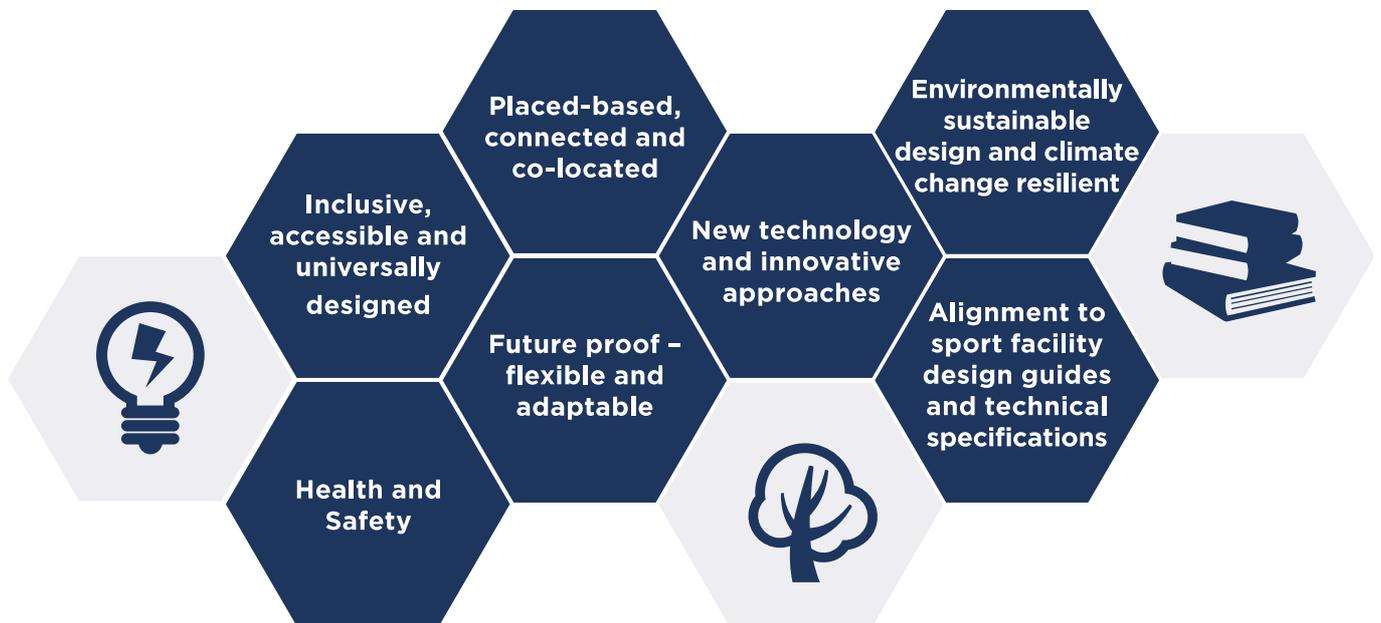 Inclusive,
accessible and
universally
designed
Health and
Safety
Placed-based,
connected and
co-located
Future proof –
flexible and
adaptable
New technology
and innovative
approaches
Environmentally
sustainable
design and climate
change resilient
Alignment to
sport facility
design guides
and technical
specifications